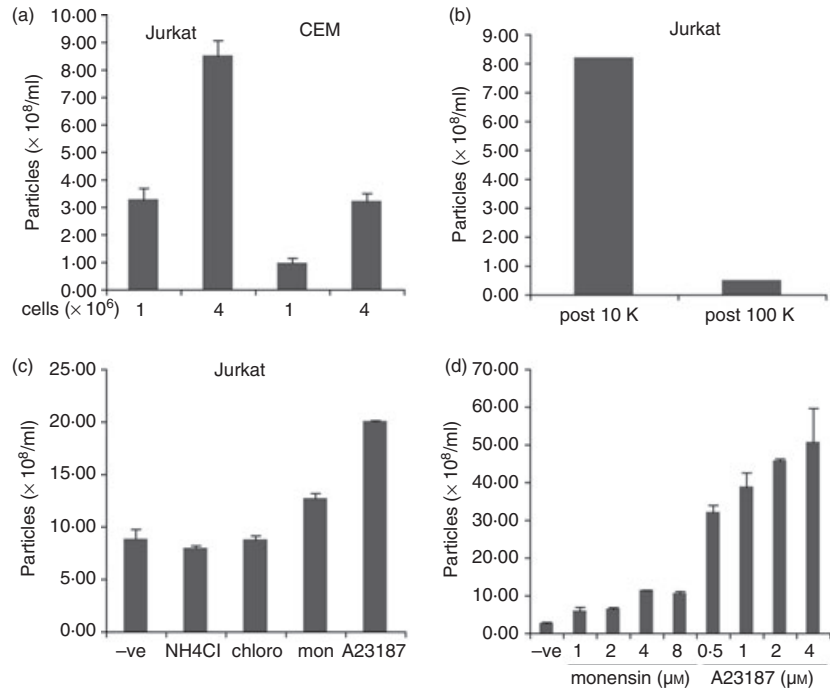 (a)
Jurkat CEM
Particles (× 10⁸/ml)
10·00
9·00
8·00
7·00
6·00
5·00
4·00
3·00
2·00
1·00
0·00
cells (× 10⁶) 1 4 1 4
(b)
Jurkat
Particles (× 10⁸/ml)
9·00
8·00
7·00
6·00
5·00
4·00
3·00
2·00
1·00
0·00
post 10 K post 100 K
(c)
Jurkat
Particles (× 10⁸/ml)
25·00
20·00
15·00
10·00
5·00
0·00
–ve NH4Cl chloro mon A23187
(d)
Particles (× 10⁸/ml)
70·00
60·00
50·00
40·00
30·00
20·00
10·00
0·00
–ve 1 2 4 8 0·5 1 2 4
monensin (μM) A23187 (μM)